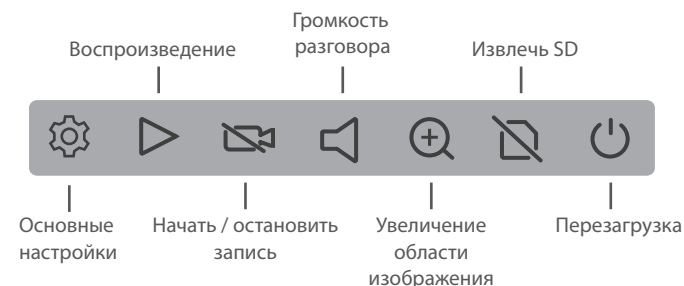 Громкость
разговора
Воспроизведение
Извлечь SD
Основные
настройки
Начать / остановить
запись
Увеличение
области
изображения
Перезагрузка